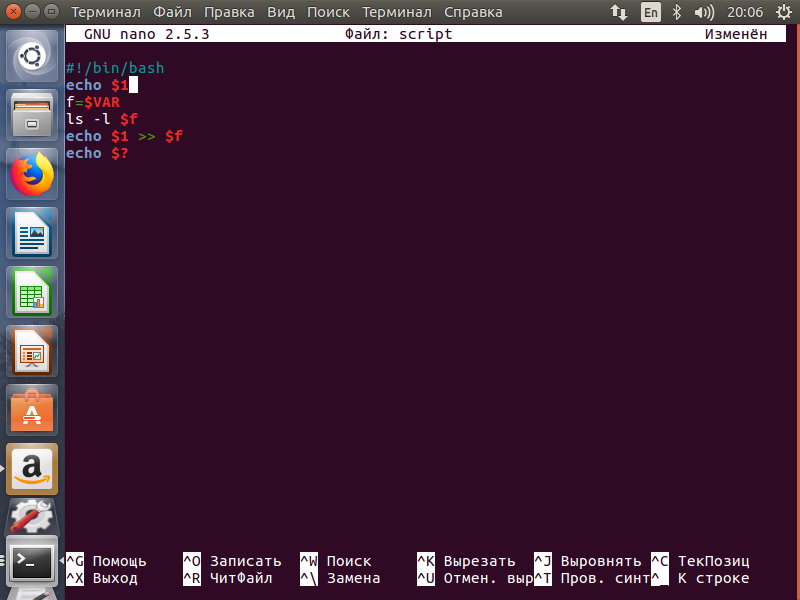 Терминал Файл Правка Вид Поиск Терминал Справка En 20:06
GNU nano 2.5.3 Файл: script Изменён
#!/bin/bash
echo $1
f=$VAR
ls -l $f
echo $1 >> $f
echo $?
^G Помощь ^O Записать ^W Поиск ^K Вырезать ^J Выровнять ^C ТекПозиц
^X Выход ^R ЧитФайл ^\ Замена ^U Отмен. выр^T Пров. синт^_ К строке